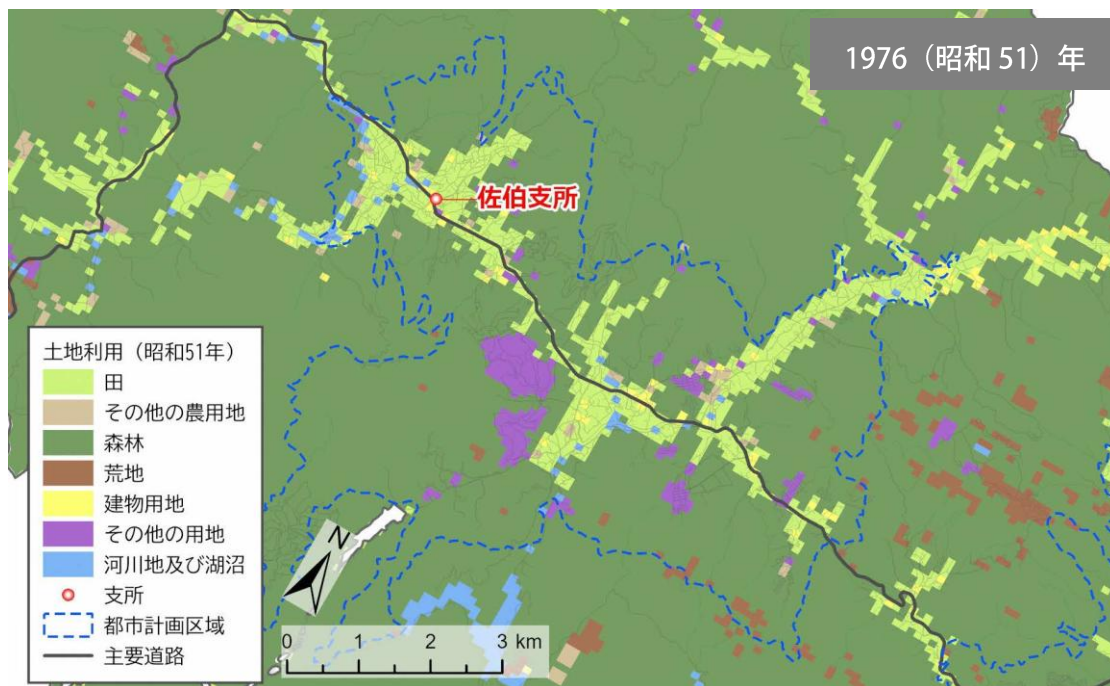 1976（昭和 51）年
佐伯支所
土地利用（昭和51年）
田
その他の農用地
森林
荒地
建物用地
その他の用地
河川地及び湖沼
支所
都市計画区域
主要道路
N
0 1 2 3 km